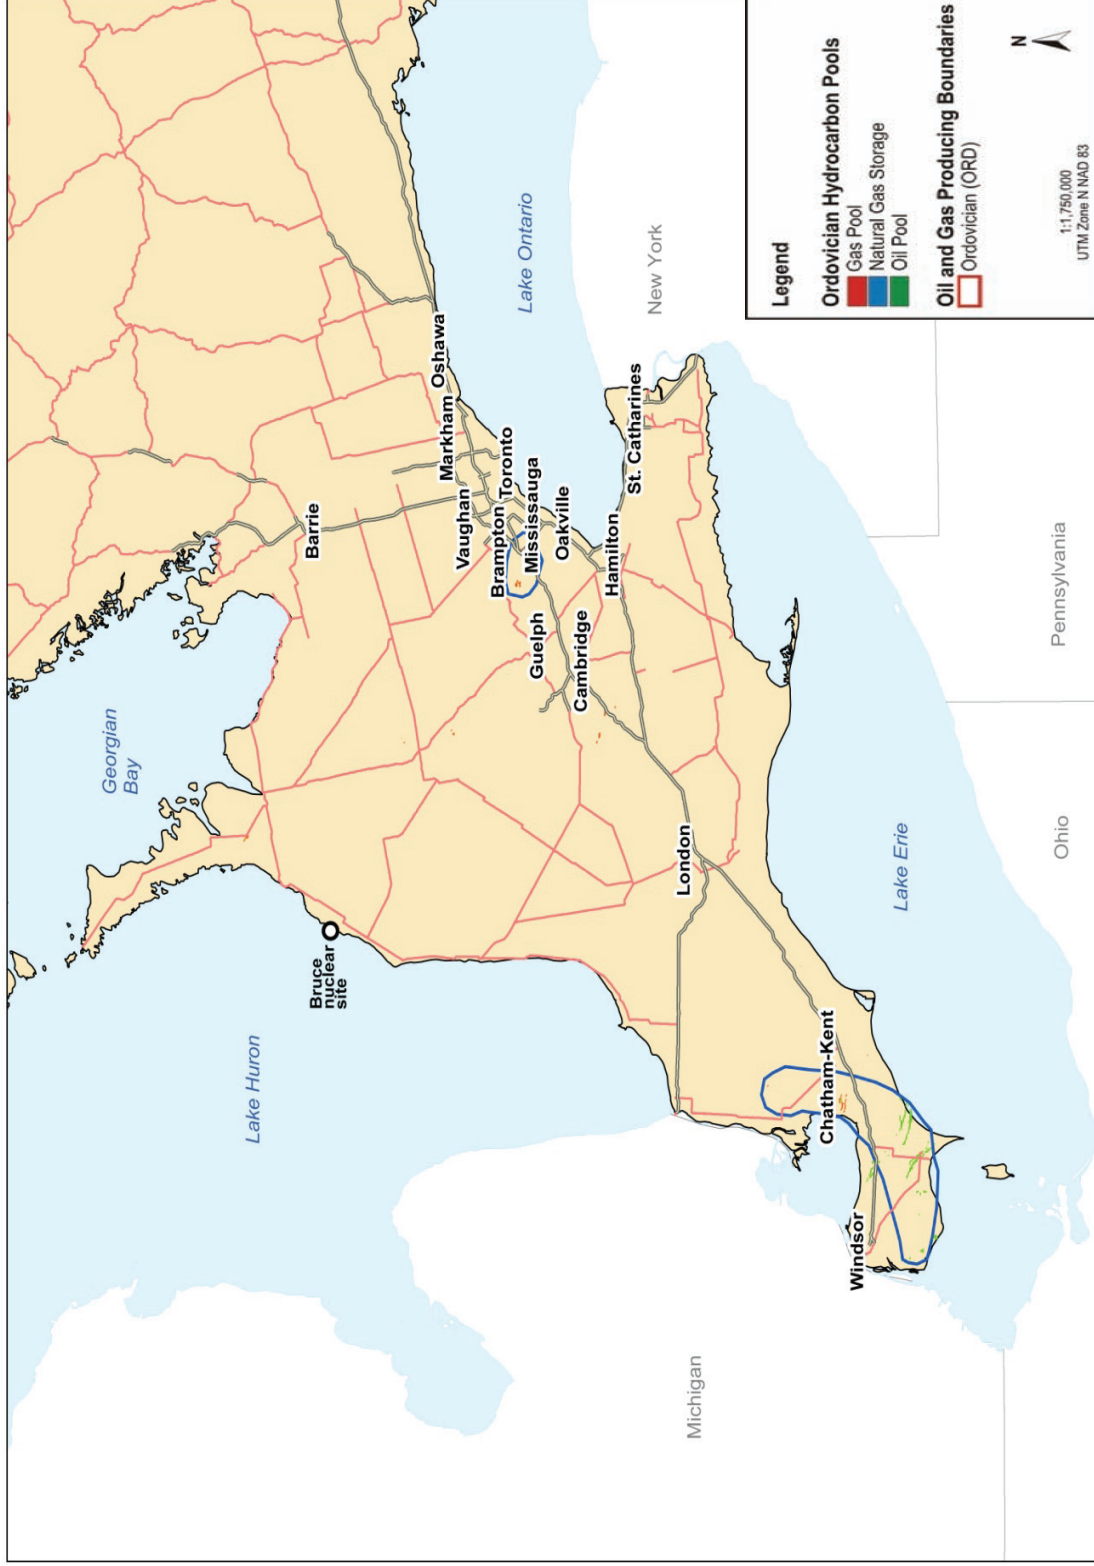 Georgian
Bay
Lake Huron
Bruce
nuclear
site
Barrie
Vaughan
Markham
Oshawa
Brampton
Toronto
Mississauga
Oakville
Guelph
Cambridge
Hamilton
St. Catharines
London
Chatham-Kent
Windsor
Lake Ontario
Lake Erie
New York
Michigan
Ohio
Pennsylvania
Legend
Ordovician Hydrocarbon Pools
Gas Pool
Natural Gas Storage
Oil Pool
Oil and Gas Producing Boundaries
Ordovician (ORD)
N
1:1,750,000
UTM Zone N NAD 83